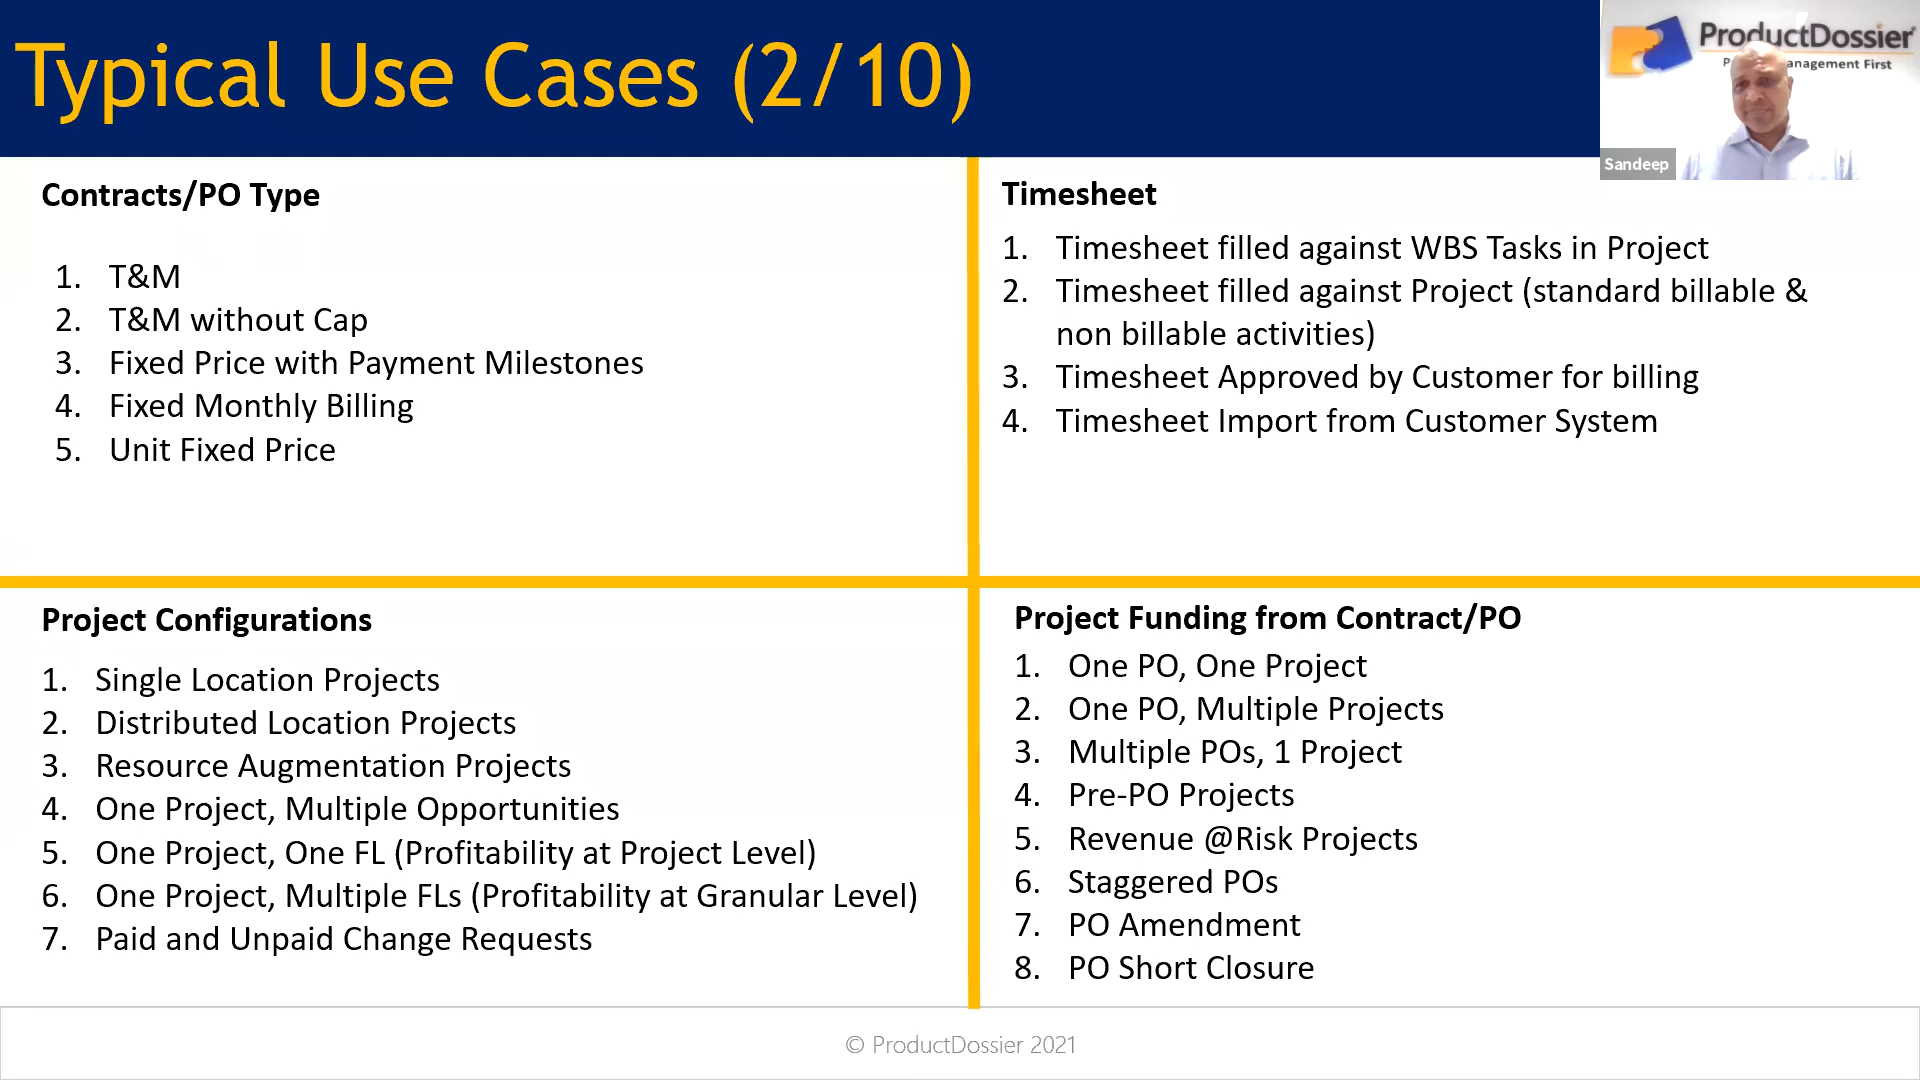 Typical Use Cases (2/10)
ProductDossier
anagement First
Sandeep
Contracts/PO Type
1. T&M
2. T&M without Cap
3. Fixed Price with Payment Milestones
4. Fixed Monthly Billing
5. Unit Fixed Price
Timesheet
1. Timesheet filled against WBS Tasks in Project
2. Timesheet filled against Project (standard billable &
non billable activities)
3. Timesheet Approved by Customer for billing
4. Timesheet Import from Customer System
Project Configurations
1. Single Location Projects
2. Distributed Location Projects
3. Resource Augmentation Projects
4. One Project, Multiple Opportunities
5. One Project, One FL (Profitability at Project Level)
6. One Project, Multiple FLs (Profitability at Granular Level)
7. Paid and Unpaid Change Requests
Project Funding from Contract/PO
1. One PO, One Project
2. One PO, Multiple Projects
3. Multiple POs, 1 Project
4. Pre-PO Projects
5. Revenue @Risk Projects
6. Staggered POs
7. PO Amendment
8. PO Short Closure
© ProductDossier 2021